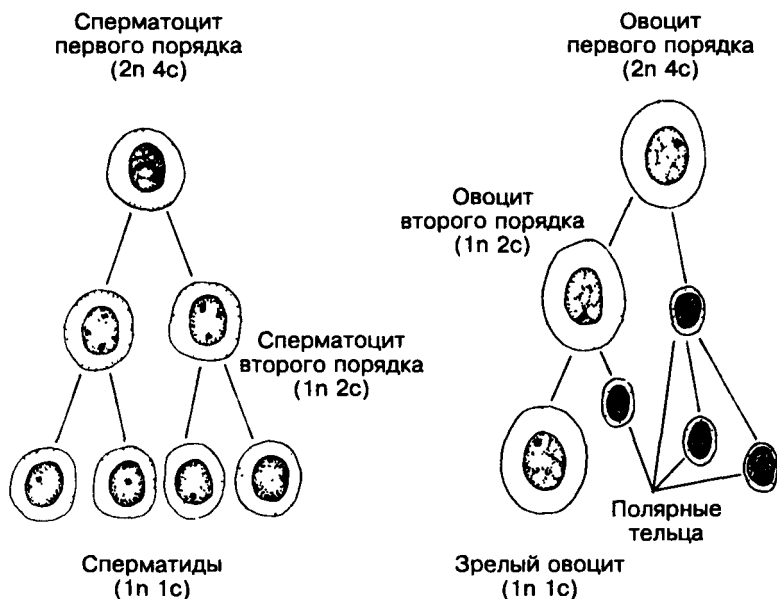 Сперматоцит
первого порядка
(2n 4c)
Овоцит
первого порядка
(2n 4c)
Овоцит
второго порядка
(1n 2c)
Сперматоцит
второго порядка
(1n 2c)
Полярные
тельца
Сперматиды
(1n 1c)
Зрелый овоцит
(1n 1c)